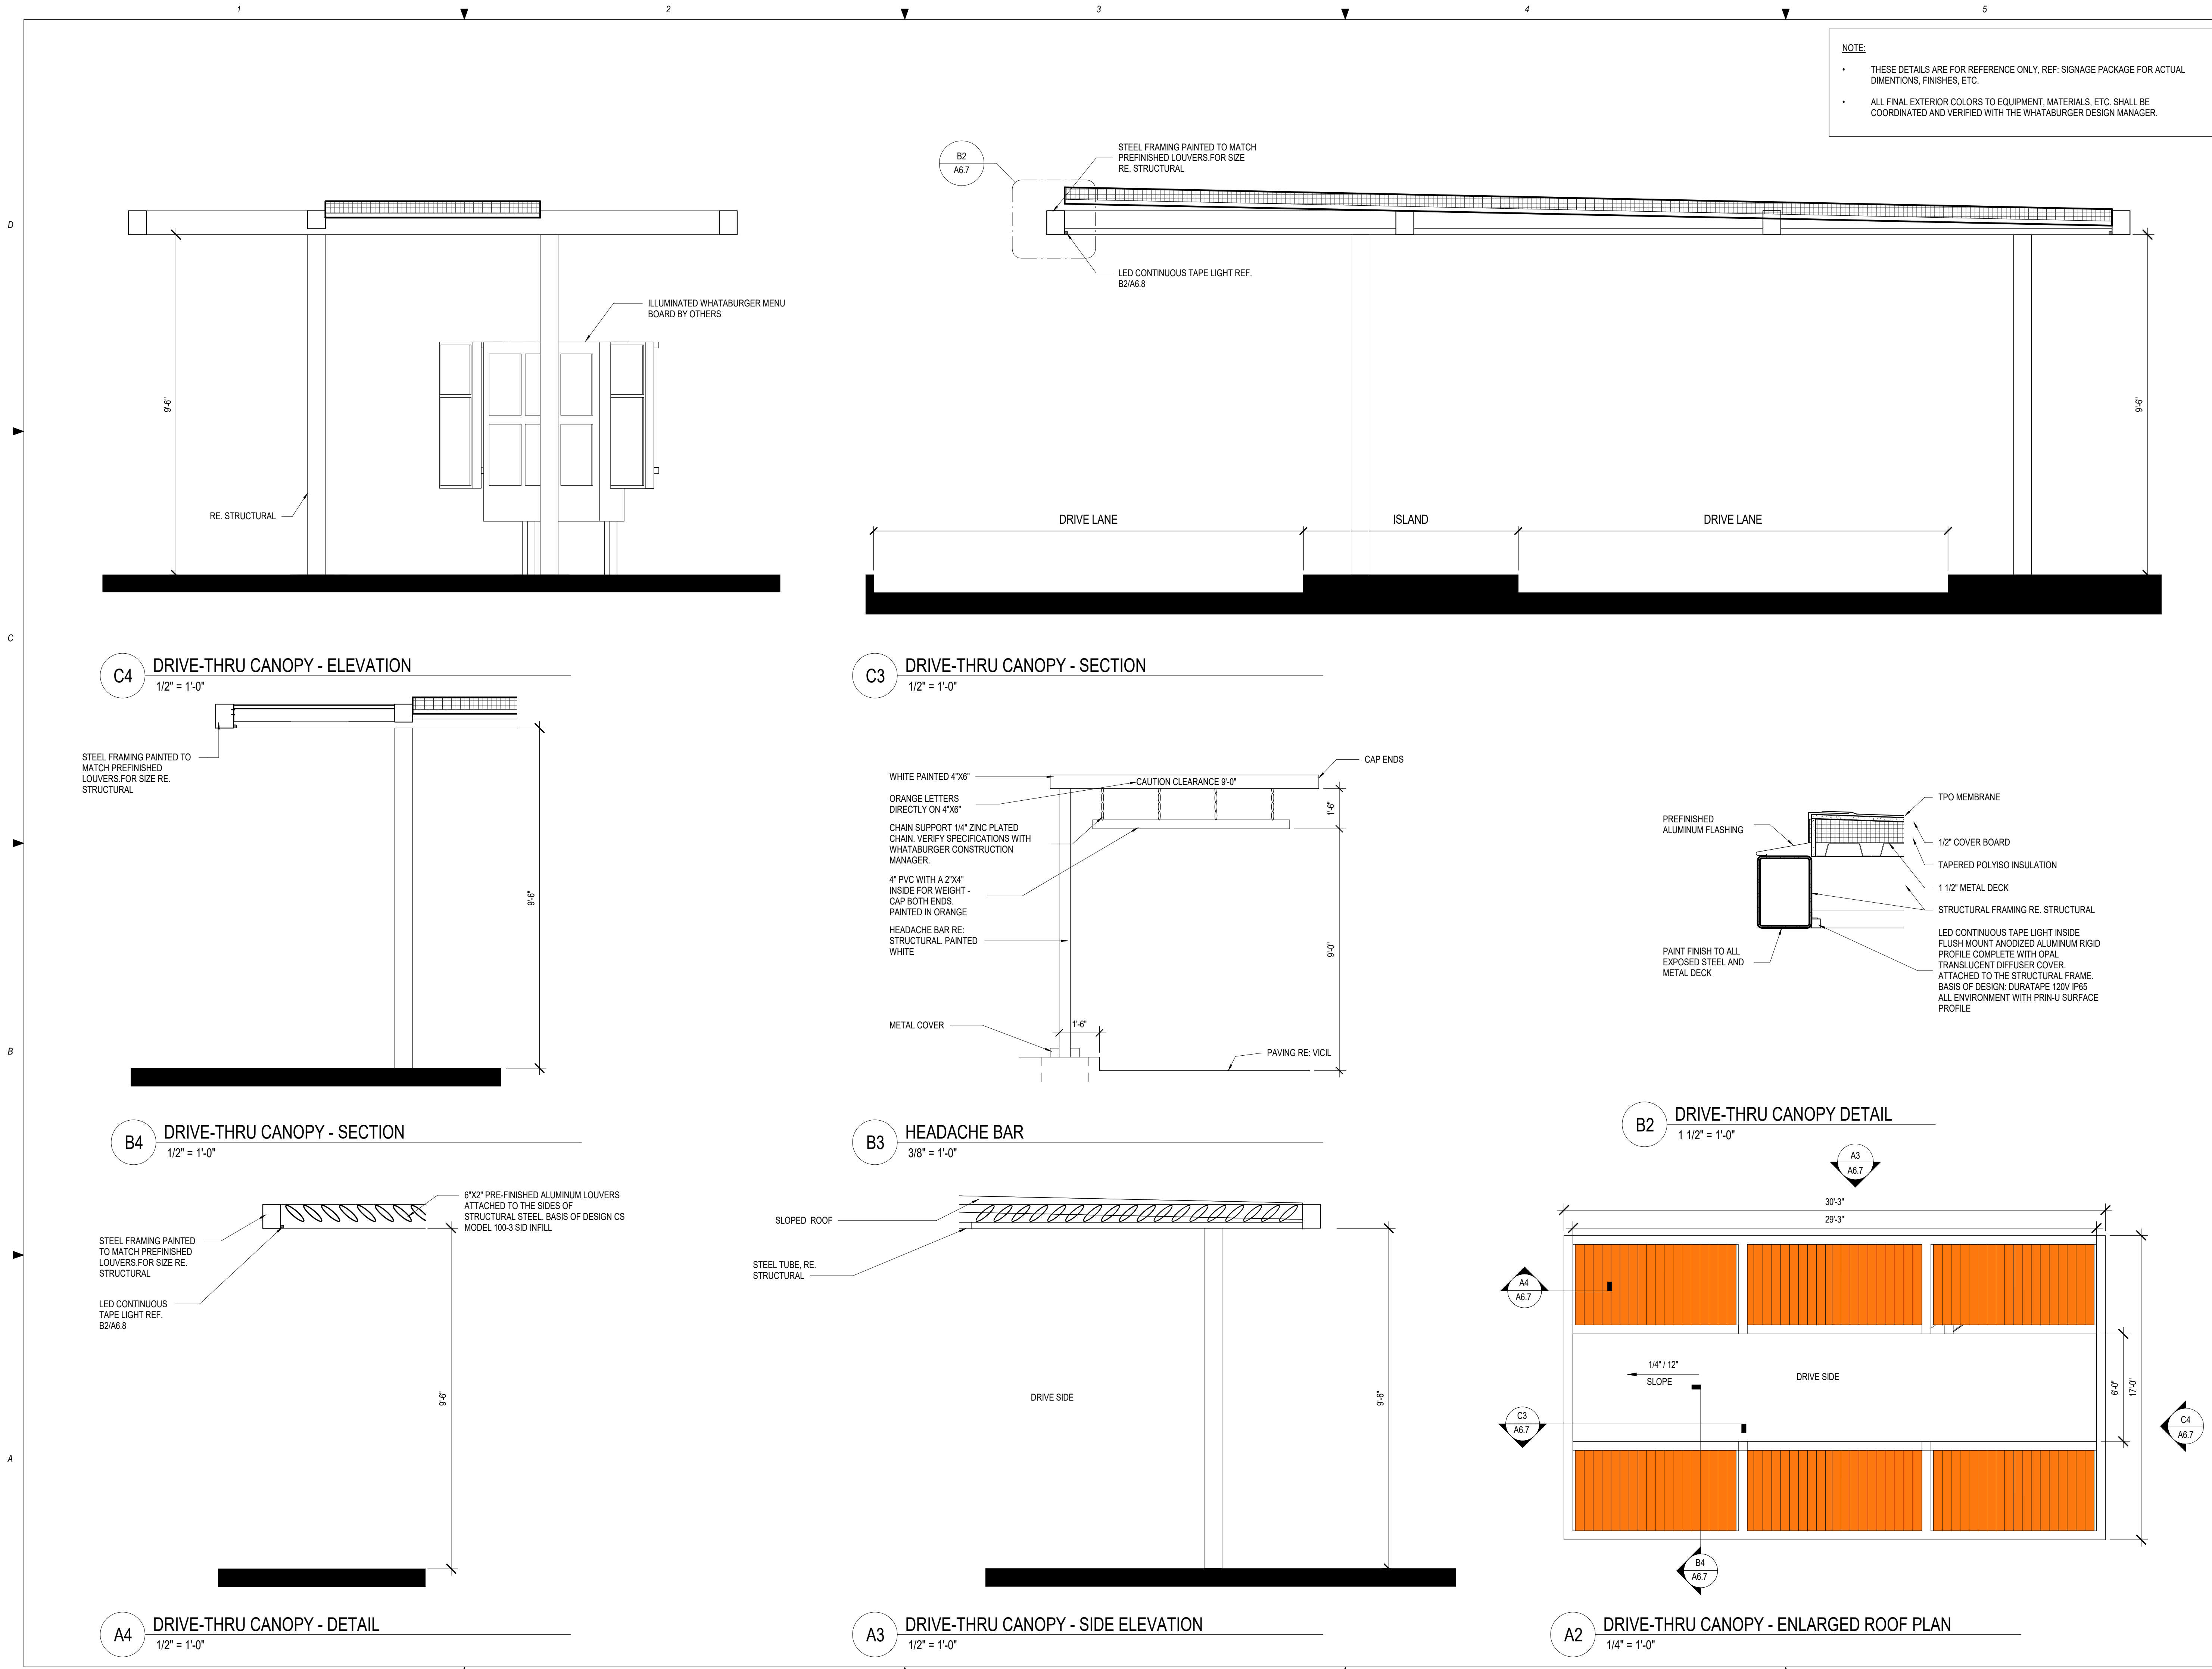 1
2
3
4
5
D
C
B
A
NOTE:
• THESE DETAILS ARE FOR REFERENCE ONLY, REF: SIGNAGE PACKAGE FOR ACTUAL
DIMENTIONS, FINISHES, ETC.
• ALL FINAL EXTERIOR COLORS TO EQUIPMENT, MATERIALS, ETC. SHALL BE
COORDINATED AND VERIFIED WITH THE WHATABURGER DESIGN MANAGER.
9'-6"
RE. STRUCTURAL
ILLUMINATED WHATABURGER MENU
BOARD BY OTHERS
C4
DRIVE-THRU CANOPY - ELEVATION
1/2" = 1'-0"
B2
A6.7
STEEL FRAMING PAINTED TO MATCH
PREFINISHED LOUVERS.FOR SIZE
RE. STRUCTURAL
LED CONTINUOUS TAPE LIGHT REF.
B2/A6.8
DRIVE LANE
ISLAND
DRIVE LANE
9'-6"
C3
DRIVE-THRU CANOPY - SECTION
1/2" = 1'-0"
STEEL FRAMING PAINTED TO
MATCH PREFINISHED
LOUVERS.FOR SIZE RE.
STRUCTURAL
9'-6"
B4
DRIVE-THRU CANOPY - SECTION
1/2" = 1'-0"
WHITE PAINTED 4"X6"
ORANGE LETTERS
DIRECTLY ON 4"X6"
CHAIN SUPPORT 1/4" ZINC PLATED
CHAIN. VERIFY SPECIFICATIONS WITH
WHATABURGER CONSTRUCTION
MANAGER.
4" PVC WITH A 2"X4"
INSIDE FOR WEIGHT -
CAP BOTH ENDS.
PAINTED IN ORANGE
HEADACHE BAR RE:
STRUCTURAL. PAINTED
WHITE
METAL COVER
CAUTION CLEARANCE 9'-0"
CAP ENDS
1'-6"
9'-0"
1'-6"
PAVING RE: VICIL
B3
HEADACHE BAR
3/8" = 1'-0"
PREFINISHED
ALUMINUM FLASHING
PAINT FINISH TO ALL
EXPOSED STEEL AND
METAL DECK
TPO MEMBRANE
1/2" COVER BOARD
TAPERED POLYISO INSULATION
1 1/2" METAL DECK
STRUCTURAL FRAMING RE. STRUCTURAL
LED CONTINUOUS TAPE LIGHT INSIDE
FLUSH MOUNT ANODIZED ALUMINUM RIGID
PROFILE COMPLETE WITH OPAL
TRANSLUCENT DIFFUSER COVER.
ATTACHED TO THE STRUCTURAL FRAME.
BASIS OF DESIGN: DURATAPE 120V IP65
ALL ENVIRONMENT WITH PRIN-U SURFACE
PROFILE
B2
DRIVE-THRU CANOPY DETAIL
1 1/2" = 1'-0"
STEEL FRAMING PAINTED
TO MATCH PREFINISHED
LOUVERS.FOR SIZE RE.
STRUCTURAL
LED CONTINUOUS
TAPE LIGHT REF.
B2/A6.8
6"X2" PRE-FINISHED ALUMINUM LOUVERS
ATTACHED TO THE SIDES OF
STRUCTURAL STEEL. BASIS OF DESIGN CS
MODEL 100-3 SID INFILL
9'-6"
A4
DRIVE-THRU CANOPY - DETAIL
1/2" = 1'-0"
SLOPED ROOF
STEEL TUBE, RE.
STRUCTURAL
DRIVE SIDE
9'-6"
A3
DRIVE-THRU CANOPY - SIDE ELEVATION
1/2" = 1'-0"
A3
A6.7
30'-3"
29'-3"
A4
A6.7
1/4" / 12"
SLOPE
DRIVE SIDE
6'-0"
17'-0"
C3
A6.7
C4
A6.7
B4
A6.7
A2
DRIVE-THRU CANOPY - ENLARGED ROOF PLAN
1/4" = 1'-0"